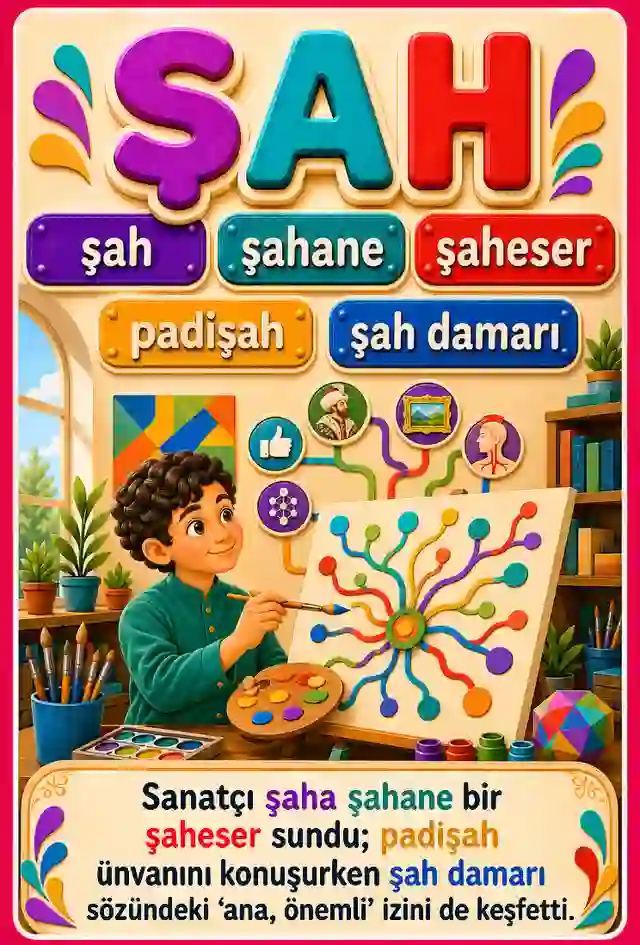 ŞAH
şah şahane şaheser
padişah şah damarı
Sanatçı şaha şahane bir
şaheser sundu; padişah
ünvanını konuşurken şah damarı
sözündeki ‘ana, önemli’ izini de keşfetti.